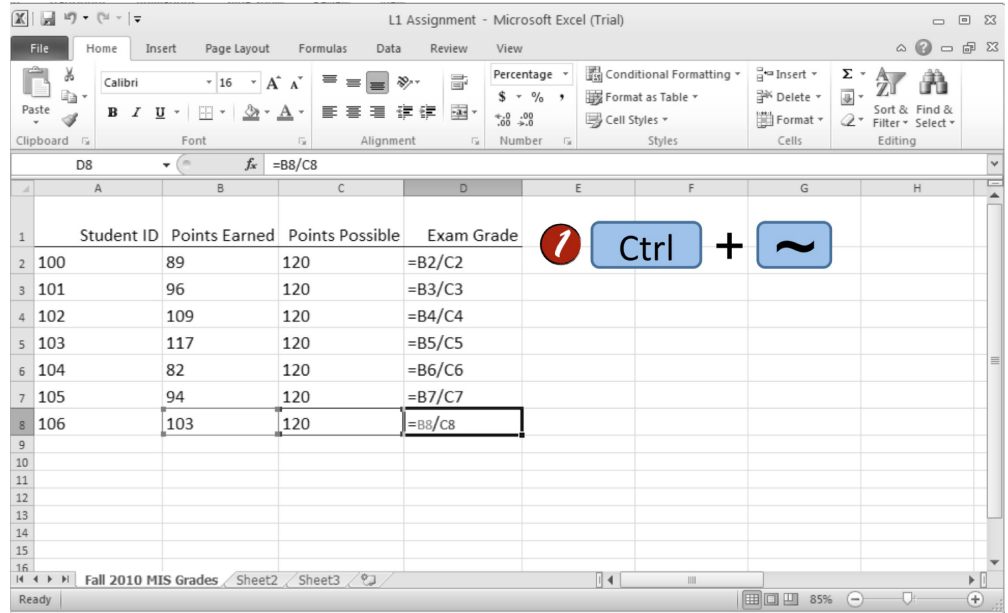 L1 Assignment - Microsoft Excel (Trial)
File Home Insert Page Layout Formulas Data Review View
Paste
Calibri 16 A A
B I U A
Percentage
$ % ,
.00 .00
Conditional Formatting
Format as Table
Cell Styles
Insert
Delete
Format
Σ
Sort & Filter
Find & Select
Clipboard Font Alignment Number Styles Cells Editing
D8 fx =B8/C8
A B C D E F G H
1 Student ID Points Earned Points Possible Exam Grade
1 Ctrl + ~
2 100 89 120 =B2/C2
3 101 96 120 =B3/C3
4 102 109 120 =B4/C4
5 103 117 120 =B5/C5
6 104 82 120 =B6/C6
7 105 94 120 =B7/C7
8 106 103 120 =B8/C8
9
10
11
12
13
14
15
16
Fall 2010 MIS Grades Sheet2 Sheet3
Ready 85%